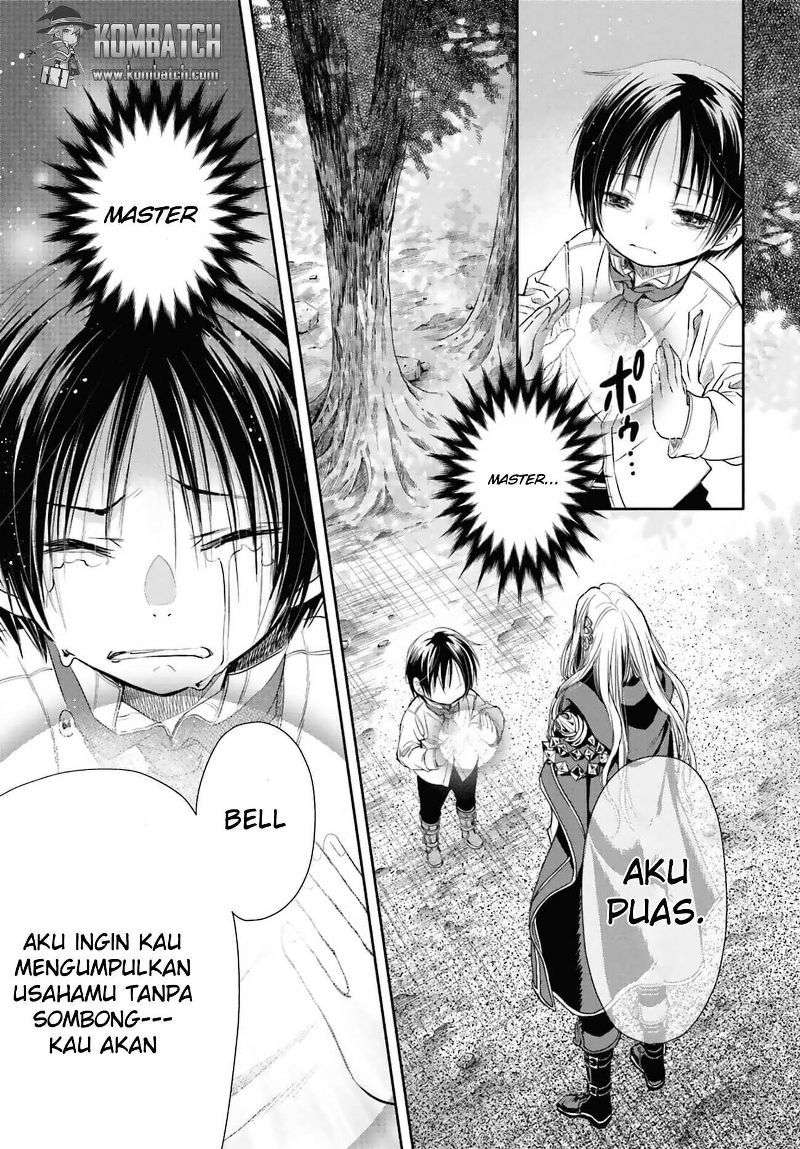 KOMBATCH
www.kombatch.com
ポゥ…
MASTER...
AKU
PUAS.
MASTER
BELL
AKU INGIN KAU
MENGUMPULKAN
USAHAMU TANPA
SOMBONG---
KAU AKAN